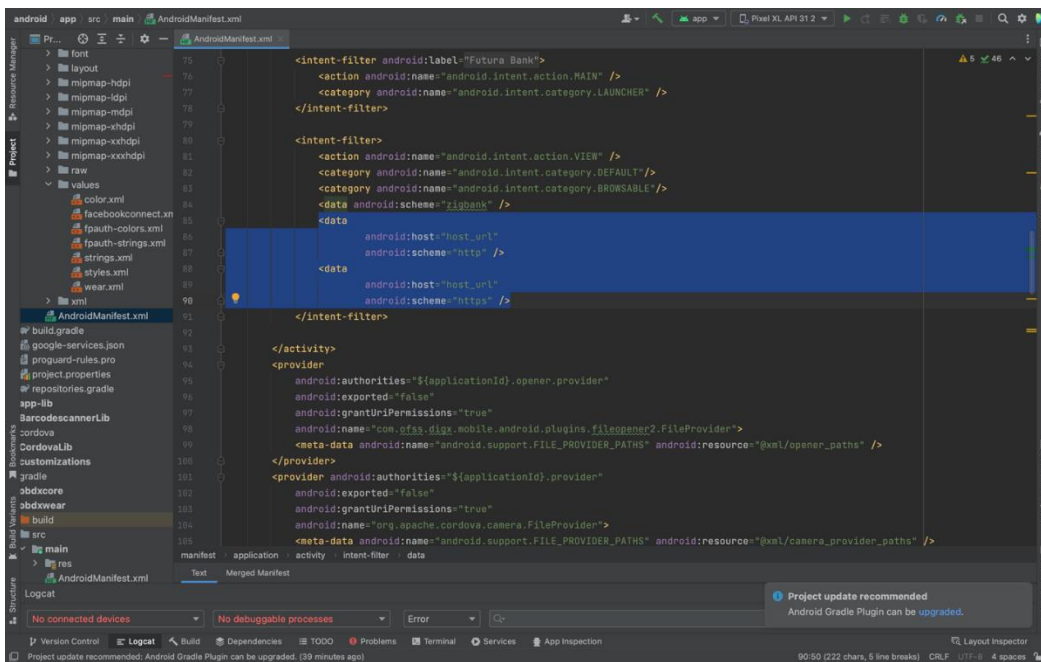 android app src main AndroidManifest.xml
app Pixel XL API 31 2
Pr... AndroidManifest.xml
Resource Manager
Project
Bookmarks
Build Variants
Structure
font
layout
mipmap-hdpi
mipmap-ldpi
mipmap-mdpi
mipmap-xhdpi
mipmap-xxhdpi
mipmap-xxxhdpi
raw
values
color.xml
facebookconnect.xn
fpauth-colors.xml
fpauth-strings.xml
strings.xml
styles.xml
wear.xml
xml
AndroidManifest.xml
build.gradle
google-services.json
proguard-rules.pro
project.properties
repositories.gradle
app-lib
BarcodescannerLib
cordova
CordovaLib
customizations
gradle
obdxcore
obdxwear
build
src
main
res
AndroidManifest.xml
5 46
75 <intent-filter android:label="Futura Bank">
76 <action android:name="android.intent.action.MAIN" />
77 <category android:name="android.intent.category.LAUNCHER" />
78 </intent-filter>
79
80 <intent-filter>
81 <action android:name="android.intent.action.VIEW" />
82 <category android:name="android.intent.category.DEFAULT"/>
83 <category android:name="android.intent.category.BROWSABLE"/>
84 <data android:scheme="zigbank" />
85 <data
86 android:host="host_url"
87 android:scheme="http" />
88 <data
89 android:host="host_url"
90 android:scheme="https" />
91 </intent-filter>
92
93 </activity>
94 <provider
95 android:authorities="${applicationId}.opener.provider"
96 android:exported="false"
97 android:grantUriPermissions="true"
98 android:name="com.ofss.digx.mobile.android.plugins.fileopener2.FileProvider">
99 <meta-data android:name="android.support.FILE_PROVIDER_PATHS" android:resource="@xml/opener_paths" />
100 </provider>
101 <provider android:authorities="${applicationId}.provider"
102 android:exported="false"
103 android:grantUriPermissions="true"
104 android:name="org.apache.cordova.camera.FileProvider">
105 <meta-data android:name="android.support.FILE_PROVIDER_PATHS" android:resource="@xml/camera_provider_paths" />
manifest application activity intent-filter data
Text Merged Manifest
Logcat
No connected devices No debuggable processes Error
Project update recommended
Android Gradle Plugin can be upgraded.
Version Control Logcat Build Dependencies TODO Problems Terminal Services App Inspection Layout Inspector
Project update recommended: Android Gradle Plugin can be upgraded. (39 minutes ago) 90:50 (222 chars, 5 line breaks) CRLF UTF-8 4 spaces